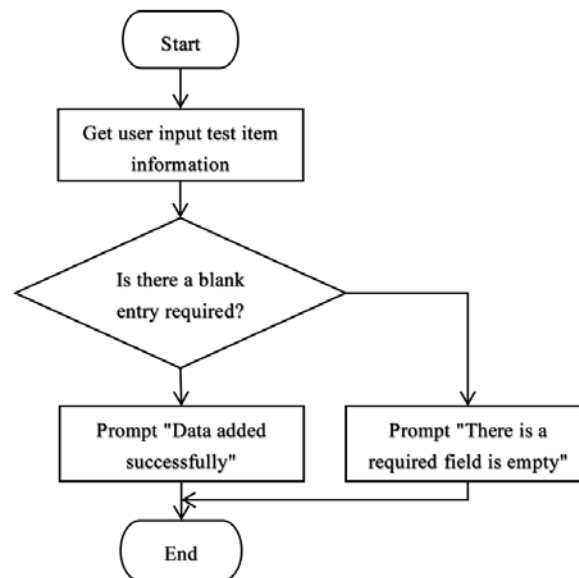 Start
Get user input test item
information
Is there a blank
entry required?
Prompt "Data added
successfully"
Prompt "There is a
required field is empty"
End